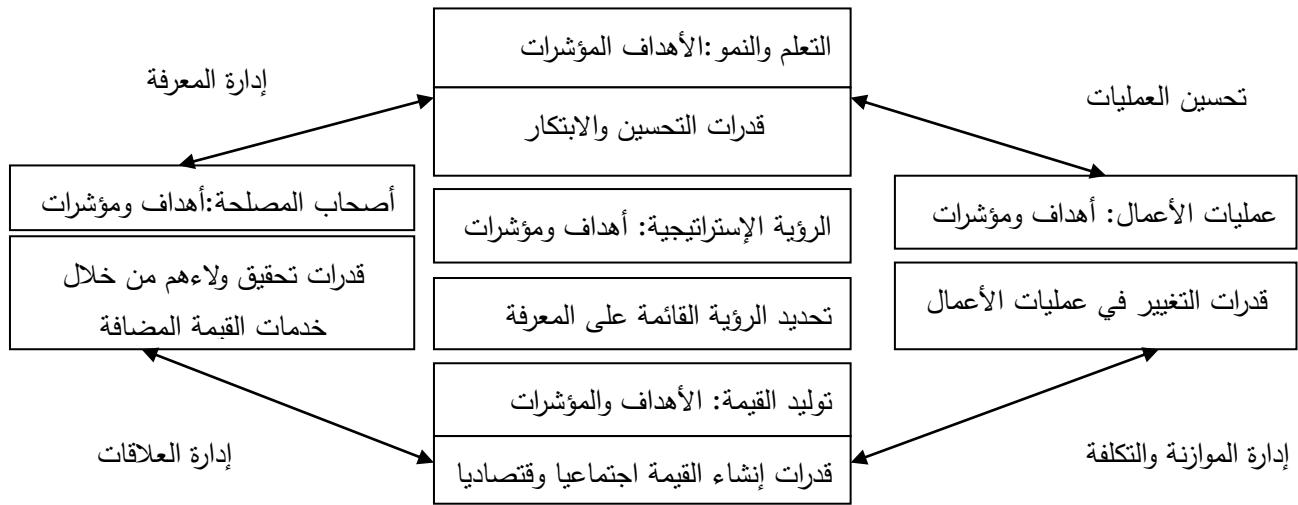 التعلم والنمو :الأهداف المؤشرات
إدارة المعرفة
تحسين العمليات
قدرات التحسين والابتكار
أصحاب المصلحة:أهداف ومؤشرات
الرؤية الإستراتيجية: أهداف ومؤشرات
عمليات الأعمال: أهداف ومؤشرات
قدرات تحقيق ولاءهم من خلال
خدمات القيمة المضافة
تحديد الرؤية القائمة على المعرفة
قدرات التغيير في عمليات الأعمال
توليد القيمة: الأهداف والمؤشرات
إدارة العلاقات
قدرات إنشاء القيمة اجتماعيا وقتصاديا
إدارة الموازنة والتكلفة